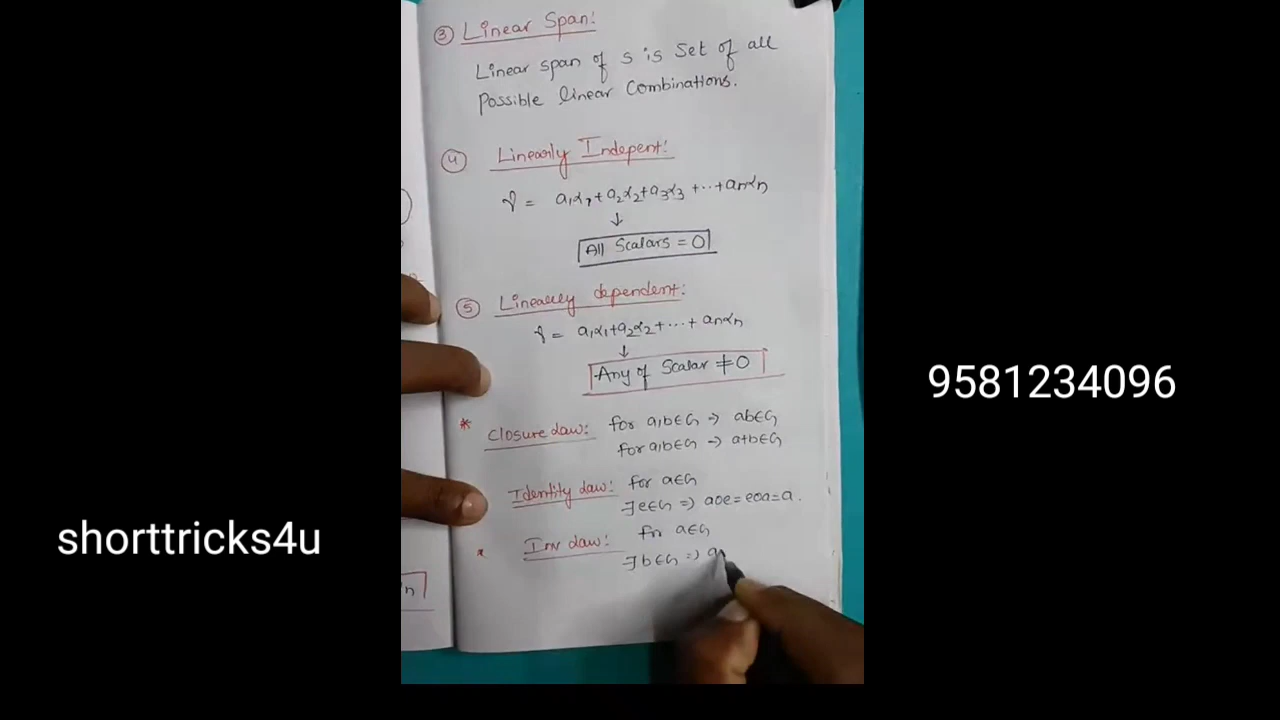 ③ Linear Span:
Linear span of s is Set of all
Possible linear Combinations.
④ Linearly Indepent:
γ = a₁α₁ + a₂α₂ + a₃α₃ + ... + aₙαₙ
↓
All Scalars = 0
⑤ Linearly dependent:
γ = a₁α₁ + a₂α₂ + ... + aₙαₙ
↓
Any of Scalar ≠ 0
* Closure Law: for a,b∈G ⇒ ab∈G
for a,b∈G ⇒ a+b∈G
Identity Law: for a∈G
∃e∈G ⇒ aoe = eoa = a.
* Inv Law: for a∈G
∃b∈G ⇒ a
n
9581234096
shorttricks4u